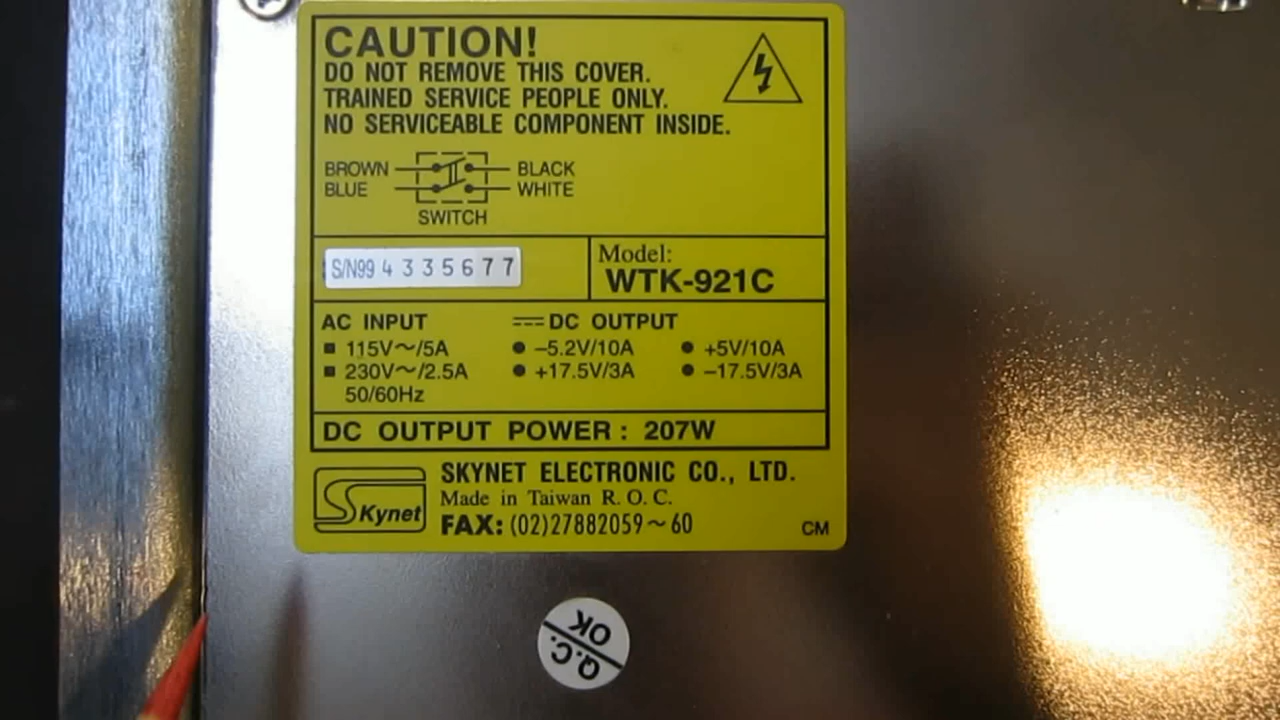 CAUTION!
DO NOT REMOVE THIS COVER.
TRAINED SERVICE PEOPLE ONLY.
NO SERVICEABLE COMPONENT INSIDE.
BROWN BLACK
BLUE WHITE
SWITCH
S/N99 4 3 3 5 6 7 7
Model:
WTK-921C
AC INPUT
■ 115V～/5A
■ 230V～/2.5A
50/60Hz
⎓ DC OUTPUT
● –5.2V/10A ● +5V/10A
● +17.5V/3A ● –17.5V/3A
DC OUTPUT POWER : 207W
Skynet
SKYNET ELECTRONIC CO., LTD.
Made in Taiwan R. O. C.
FAX: (02)27882059～60
CM
Q.C.
OK